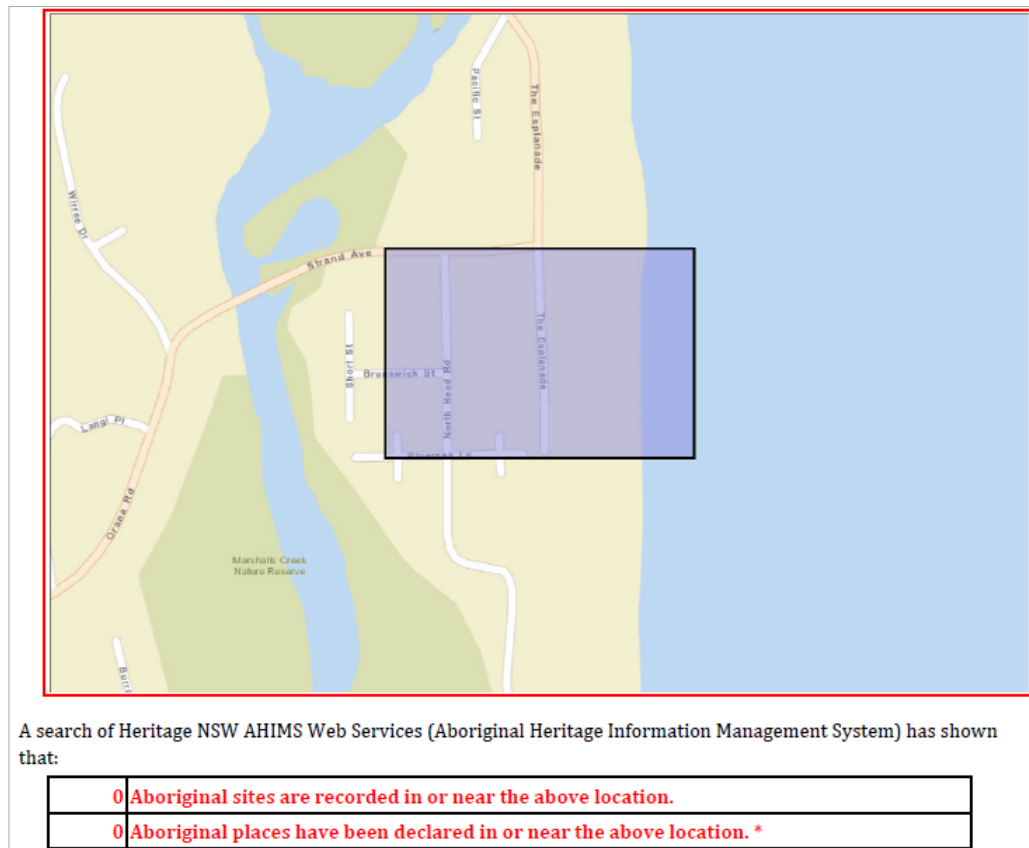 Pacific St
The Esplanade
Wirree Dr
Strand Ave
The Esplanade
Short St
Brunswick St
North Head Rd
Langi Pl
Orana Rd
Marshalls Creek
Nature Reserve
A search of Heritage NSW AHIMS Web Services (Aboriginal Heritage Information Management System) has shown
that:
0 Aboriginal sites are recorded in or near the above location.
0 Aboriginal places have been declared in or near the above location. *